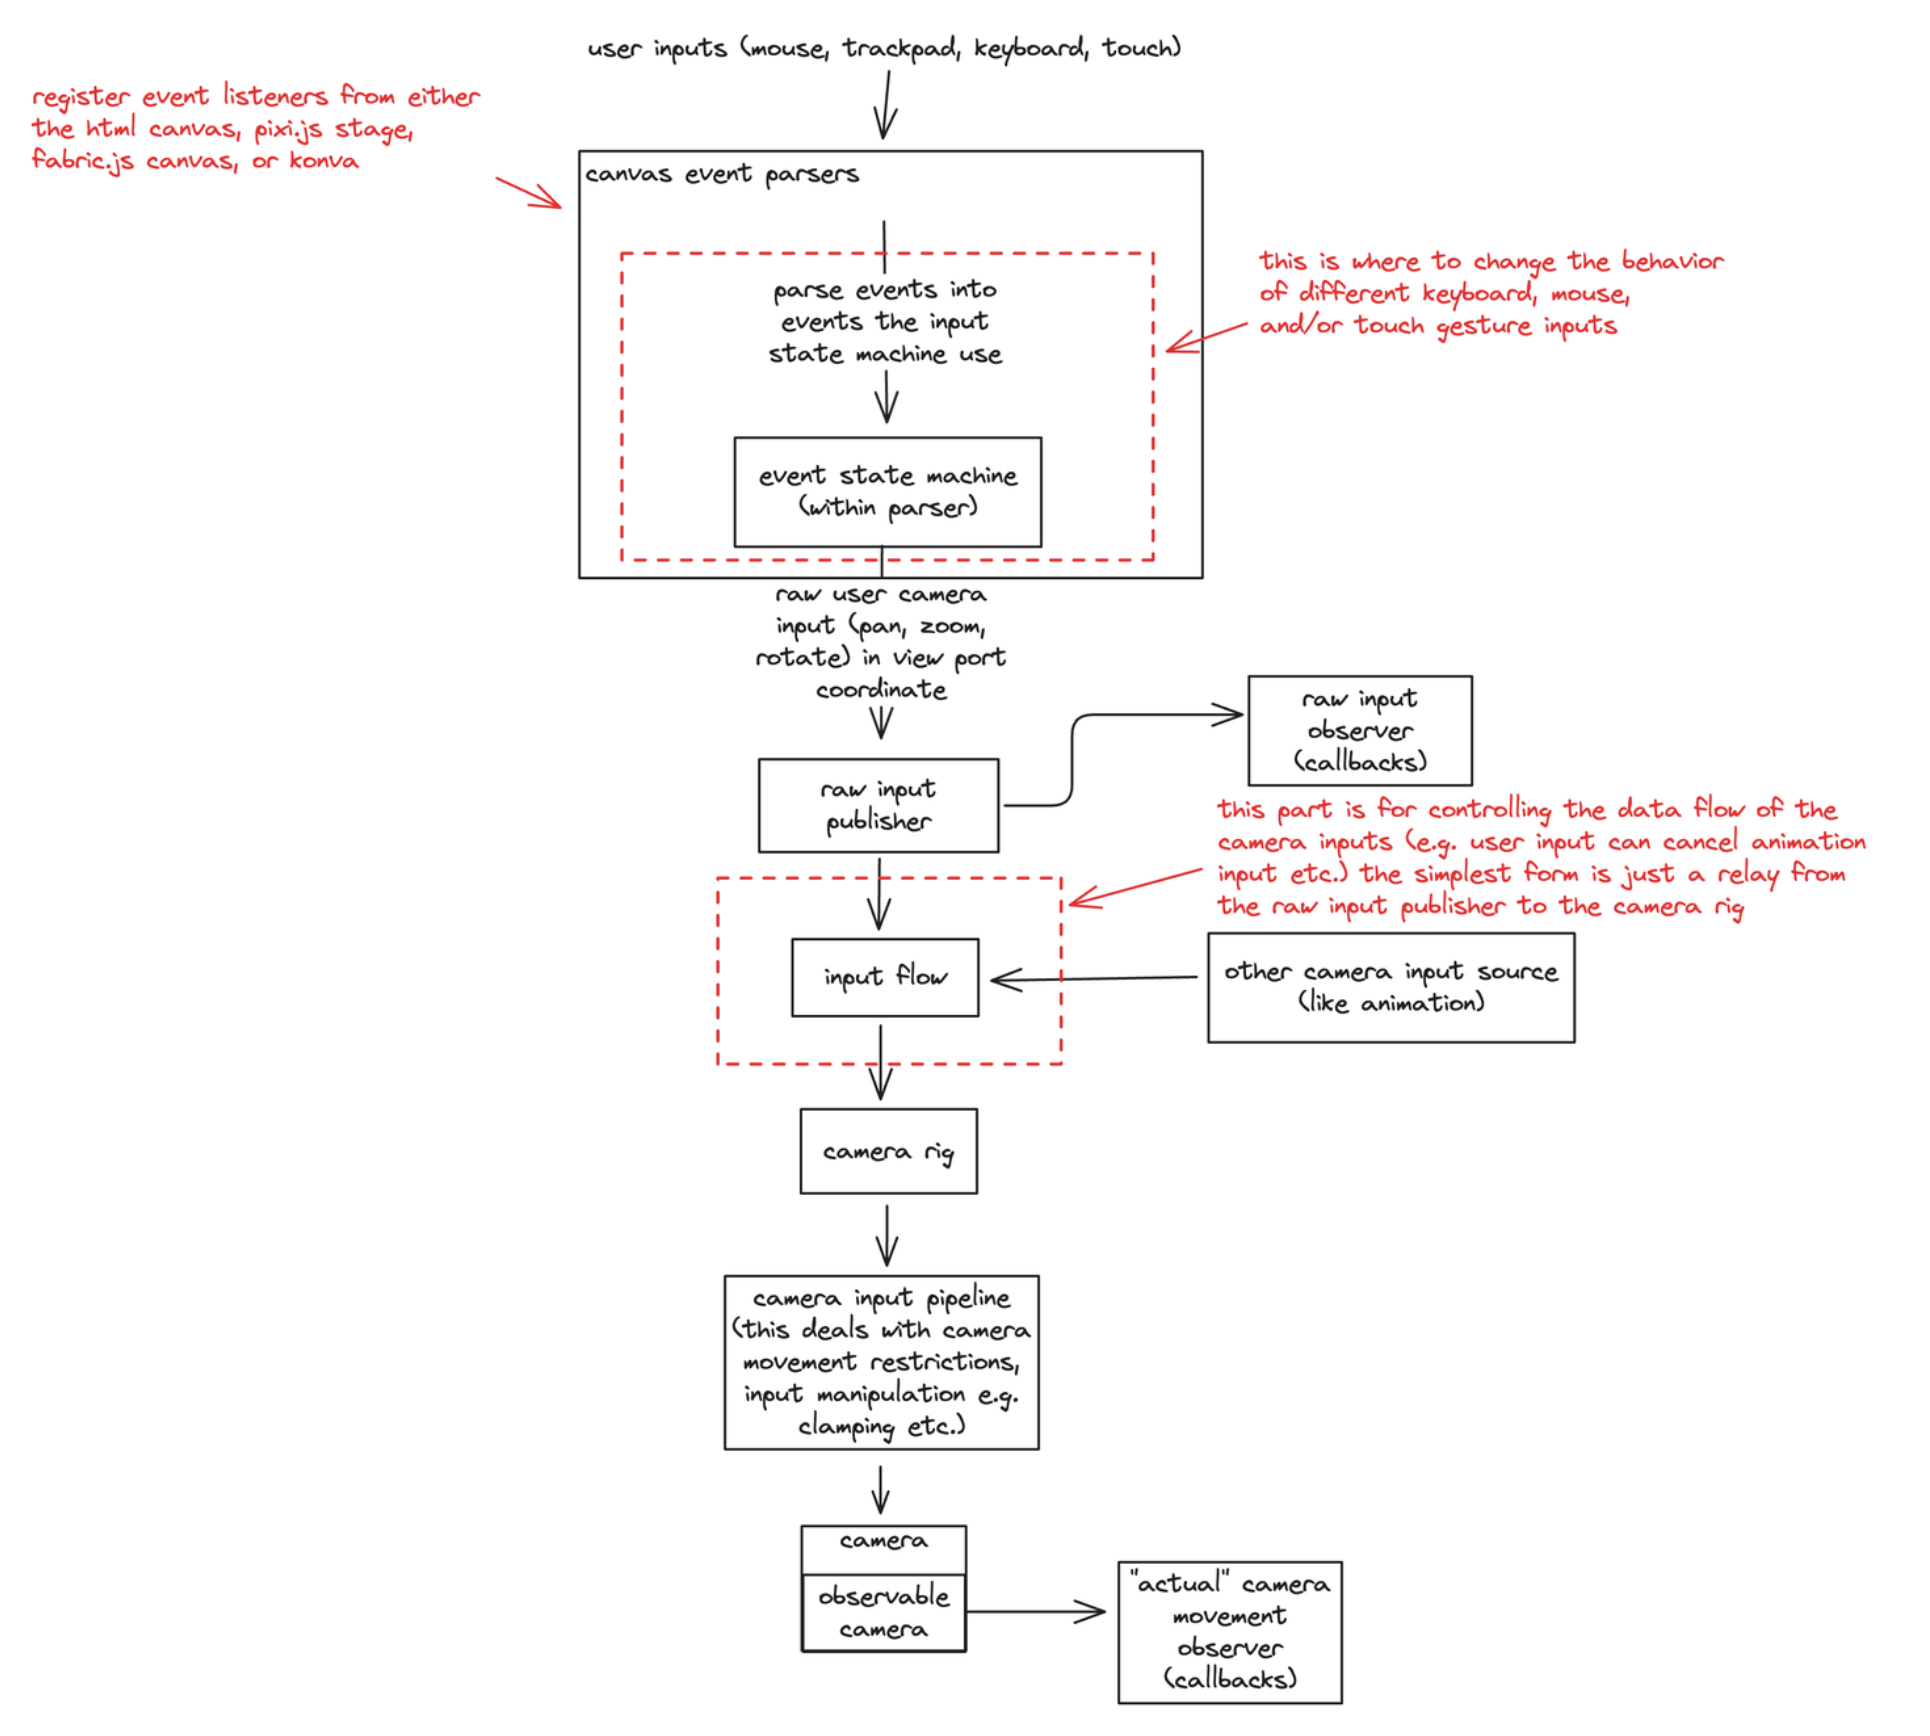 user inputs (mouse, trackpad, keyboard, touch)
register event listeners from either
the html canvas, pixi.js stage,
fabric.js canvas, or konva
canvas event parsers
this is where to change the behavior
of different keyboard, mouse,
and/or touch gesture inputs
parse events into
events the input
state machine use
event state machine
(within parser)
raw user camera
input (pan, zoom,
rotate) in view port
coordinate
raw input
observer
(callbacks)
raw input
publisher
this part is for controlling the data flow of the
camera inputs (e.g. user input can cancel animation
input etc.) the simplest form is just a relay from
the raw input publisher to the camera rig
input flow
other camera input source
(like animation)
camera rig
camera input pipeline
(this deals with camera
movement restrictions,
input manipulation e.g.
clamping etc.)
camera
observable
camera
"actual" camera
movement
observer
(callbacks)